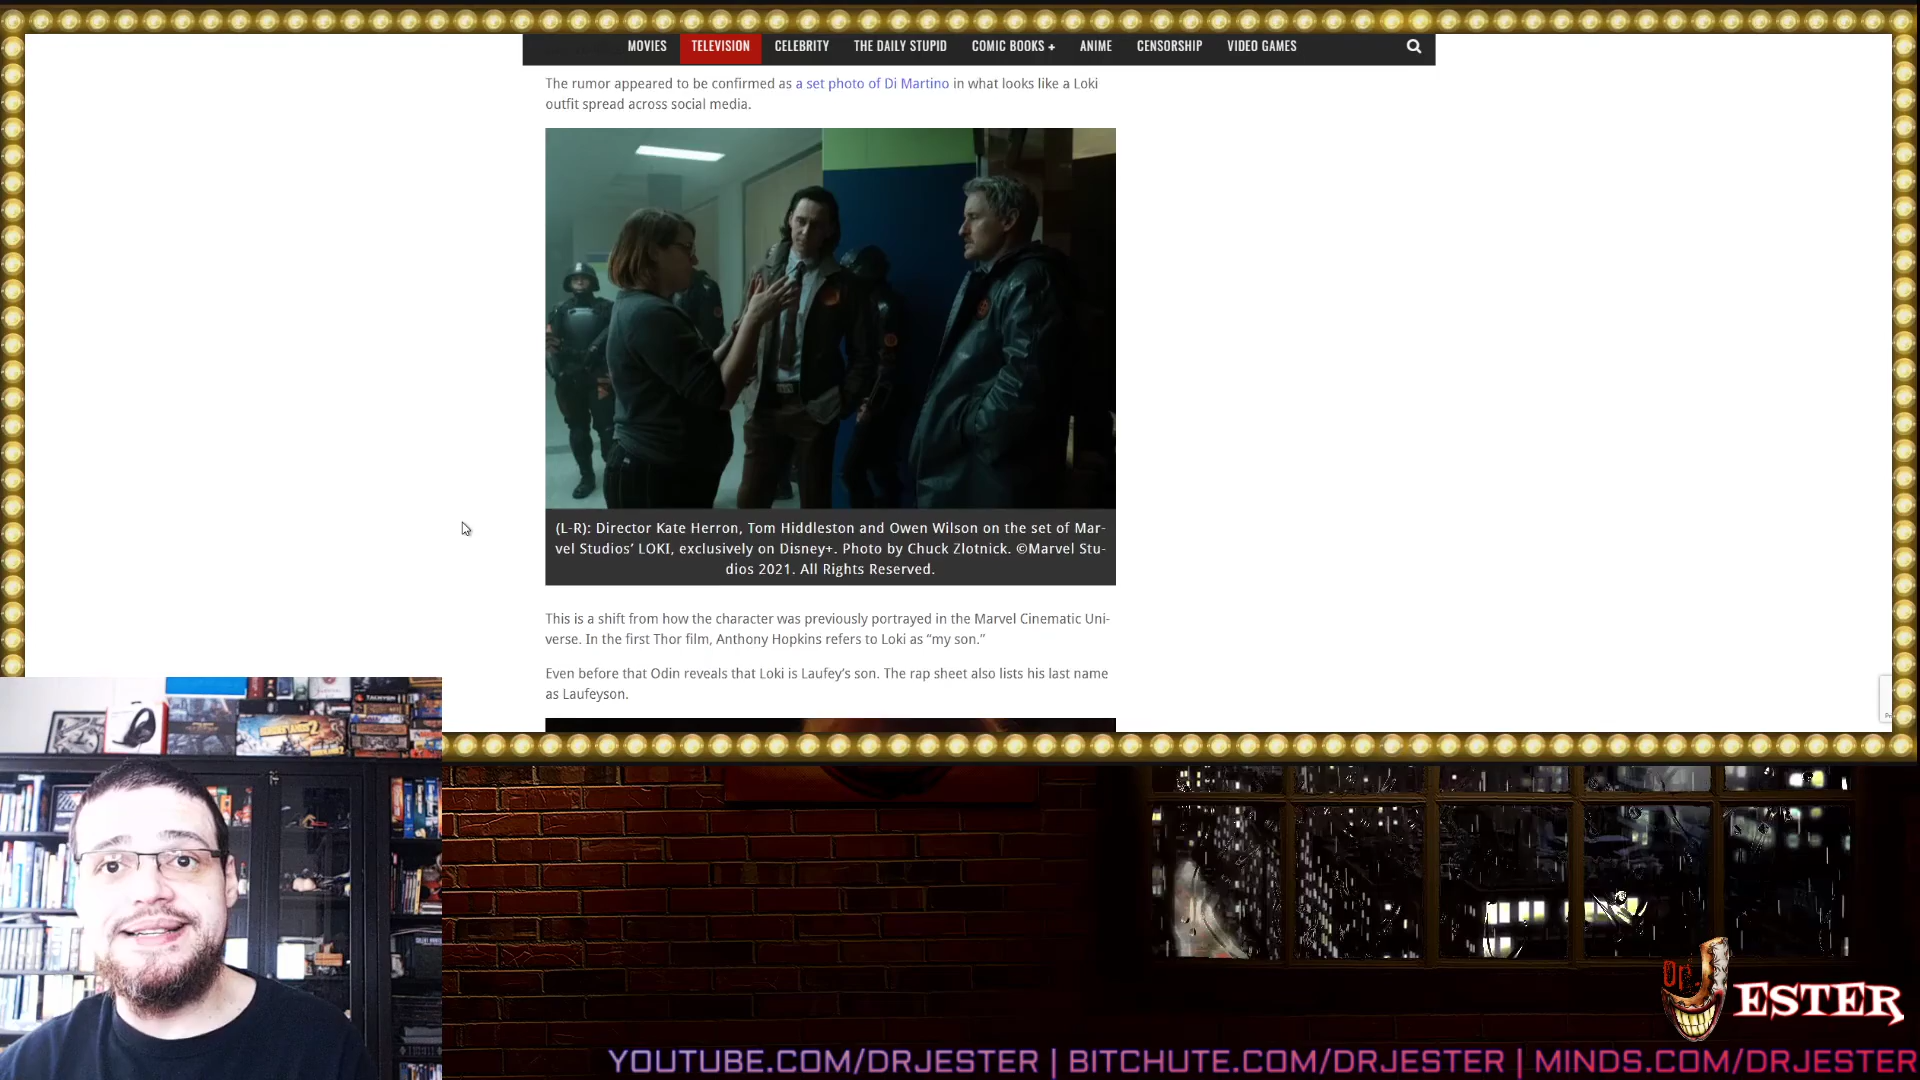 MOVIES TELEVISION CELEBRITY THE DAILY STUPID COMIC BOOKS + ANIME CENSORSHIP VIDEO GAMES
The rumor appeared to be confirmed as a set photo of Di Martino in what looks like a Loki
outfit spread across social media.
(L-R): Director Kate Herron, Tom Hiddleston and Owen Wilson on the set of Mar-
vel Studios’ LOKI, exclusively on Disney+. Photo by Chuck Zlotnick. ©Marvel Stu-
dios 2021. All Rights Reserved.
This is a shift from how the character was previously portrayed in the Marvel Cinematic Uni-
verse. In the first Thor film, Anthony Hopkins refers to Loki as “my son.”
Even before that Odin reveals that Loki is Laufey’s son. The rap sheet also lists his last name
as Laufeyson.
BORDERLANDS 2
Dr. JESTER
YOUTUBE.COM/DRJESTER | BITCHUTE.COM/DRJESTER | MINDS.COM/DRJESTER